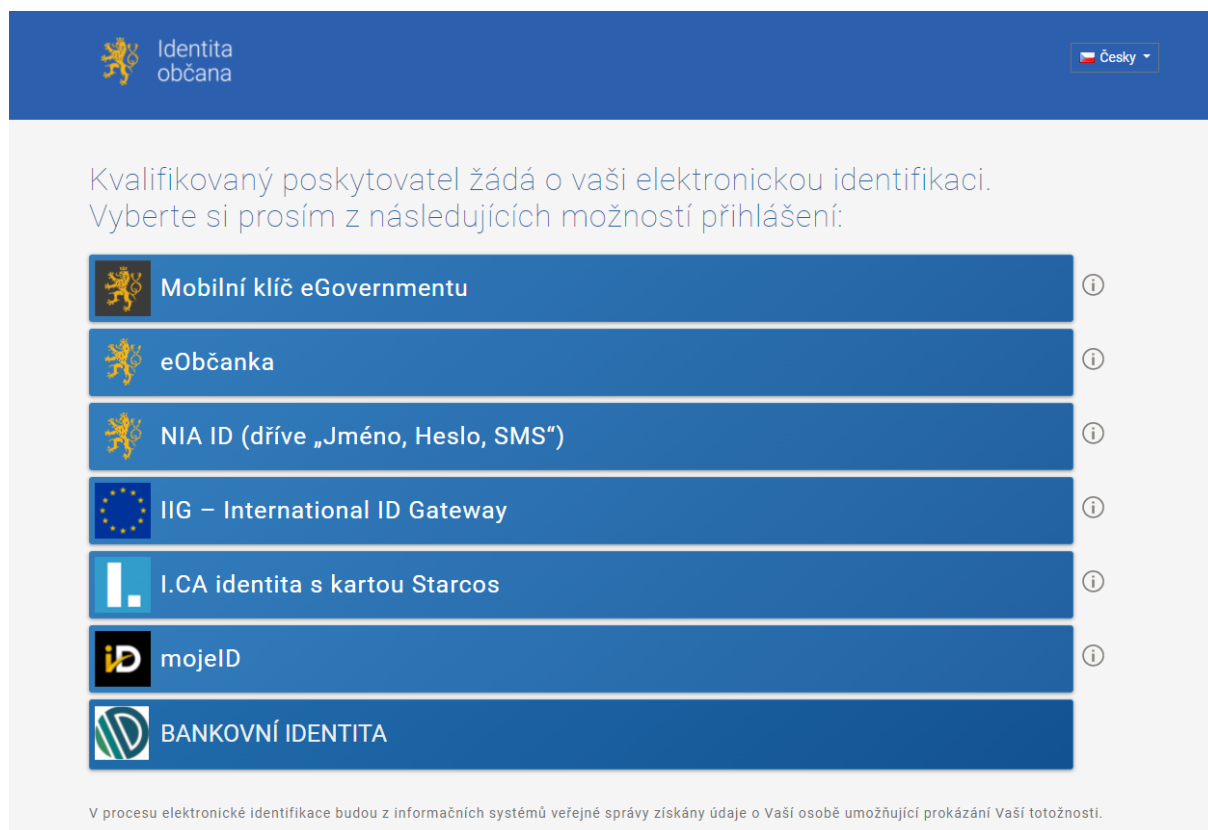 Identita
občana
Česky
Kvalifikovaný poskytovatel žádá o vaši elektronickou identifikaci.
Vyberte si prosím z následujících možností přihlášení:
Mobilní klíč eGovernmentu
eObčanka
NIA ID (dříve „Jméno, Heslo, SMS“)
IIG – International ID Gateway
I.CA identita s kartou Starcos
mojeID
BANKOVNÍ IDENTITA
V procesu elektronické identifikace budou z informačních systémů veřejné správy získány údaje o Vaší osobě umožňující prokázání Vaší totožnosti.